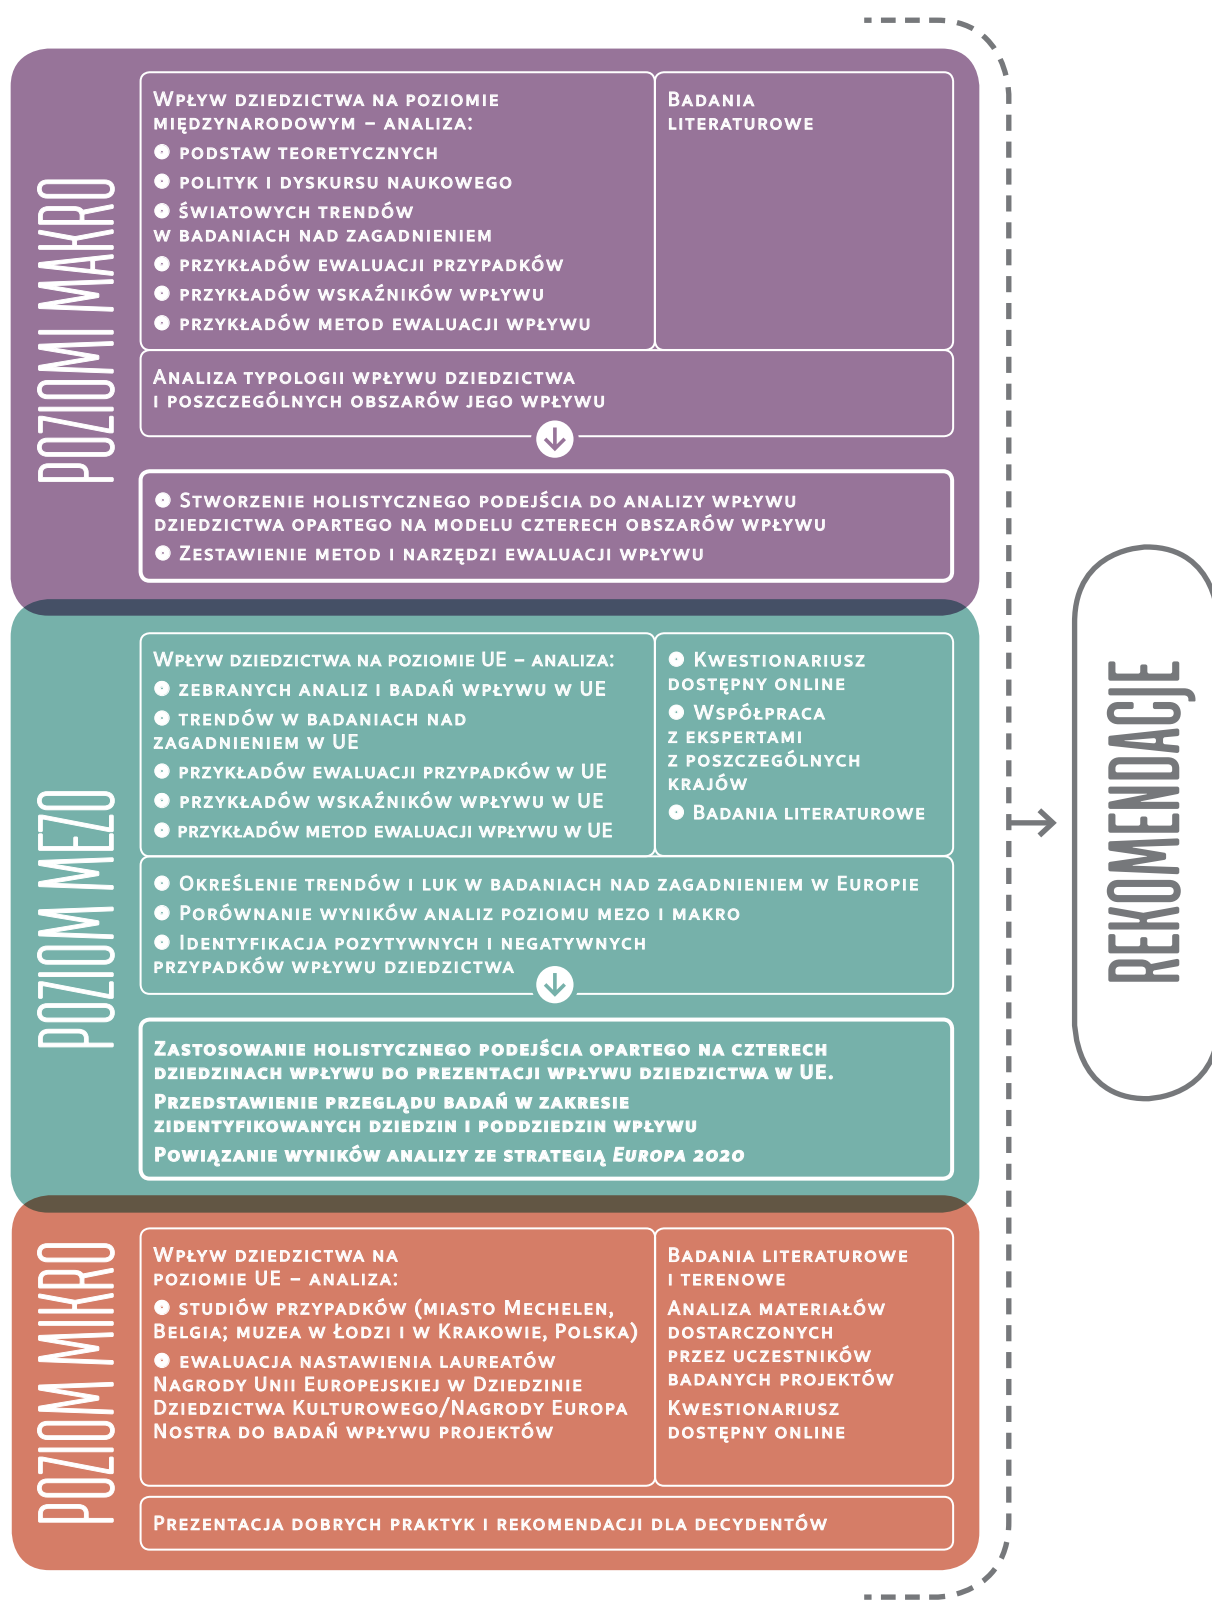 POZIOMI MAKRO
Wpływ dziedzictwa na poziomie
międzynarodowym – analiza:
podstaw teoretycznych
polityk i dyskursu naukowego
światowych trendów
w badaniach nad zagadnieniem
przykładów ewaluacji przypadków
przykładów wskaźników wpływu
przykładów metod ewaluacji wpływu
Badania
literaturowe
Analiza typologii wpływu dziedzictwa
i poszczególnych obszarów jego wpływu
Stworzenie holistycznego podejścia do analizy wpływu
dziedzictwa opartego na modelu czterech obszarów wpływu
Zestawienie metod i narzędzi ewaluacji wpływu
POZIOM MEZO
Wpływ dziedzictwa na poziomie UE – analiza:
zebranych analiz i badań wpływu w UE
trendów w badaniach nad
zagadnieniem w UE
przykładów ewaluacji przypadków w UE
przykładów wskaźników wpływu w UE
przykładów metod ewaluacji wpływu w UE
Kwestionariusz
dostępny online
Współpraca
z ekspertami
z poszczególnych
krajów
Badania literaturowe
Określenie trendów i luk w badaniach nad zagadnieniem w Europie
Porównanie wyników analiz poziomu mezo i makro
Identyfikacja pozytywnych i negatywnych
przypadków wpływu dziedzictwa
Zastosowanie holistycznego podejścia opartego na czterech
dziedzinach wpływu do prezentacji wpływu dziedzictwa w UE.
Przedstawienie przeglądu badań w zakresie
zidentyfikowanych dziedzin i poddziedzin wpływu
Powiązanie wyników analizy ze strategią Europa 2020
POZIOM MIKRO
Wpływ dziedzictwa na
poziomie UE – analiza:
studiów przypadków (miasto Mechelen,
Belgia; muzea w Łodzi i w Krakowie, Polska)
ewaluacja nastawienia laureatów
Nagrody Unii Europejskiej w Dziedzinie
Dziedzictwa Kulturowego/Nagrody Europa
Nostra do badań wpływu projektów
Badania literaturowe
i terenowe
Analiza materiałów
dostarczonych
przez uczestników
badanych projektów
Kwestionariusz
dostępny online
Prezentacja dobrych praktyk i rekomendacji dla decydentów
REKOMENDACJE